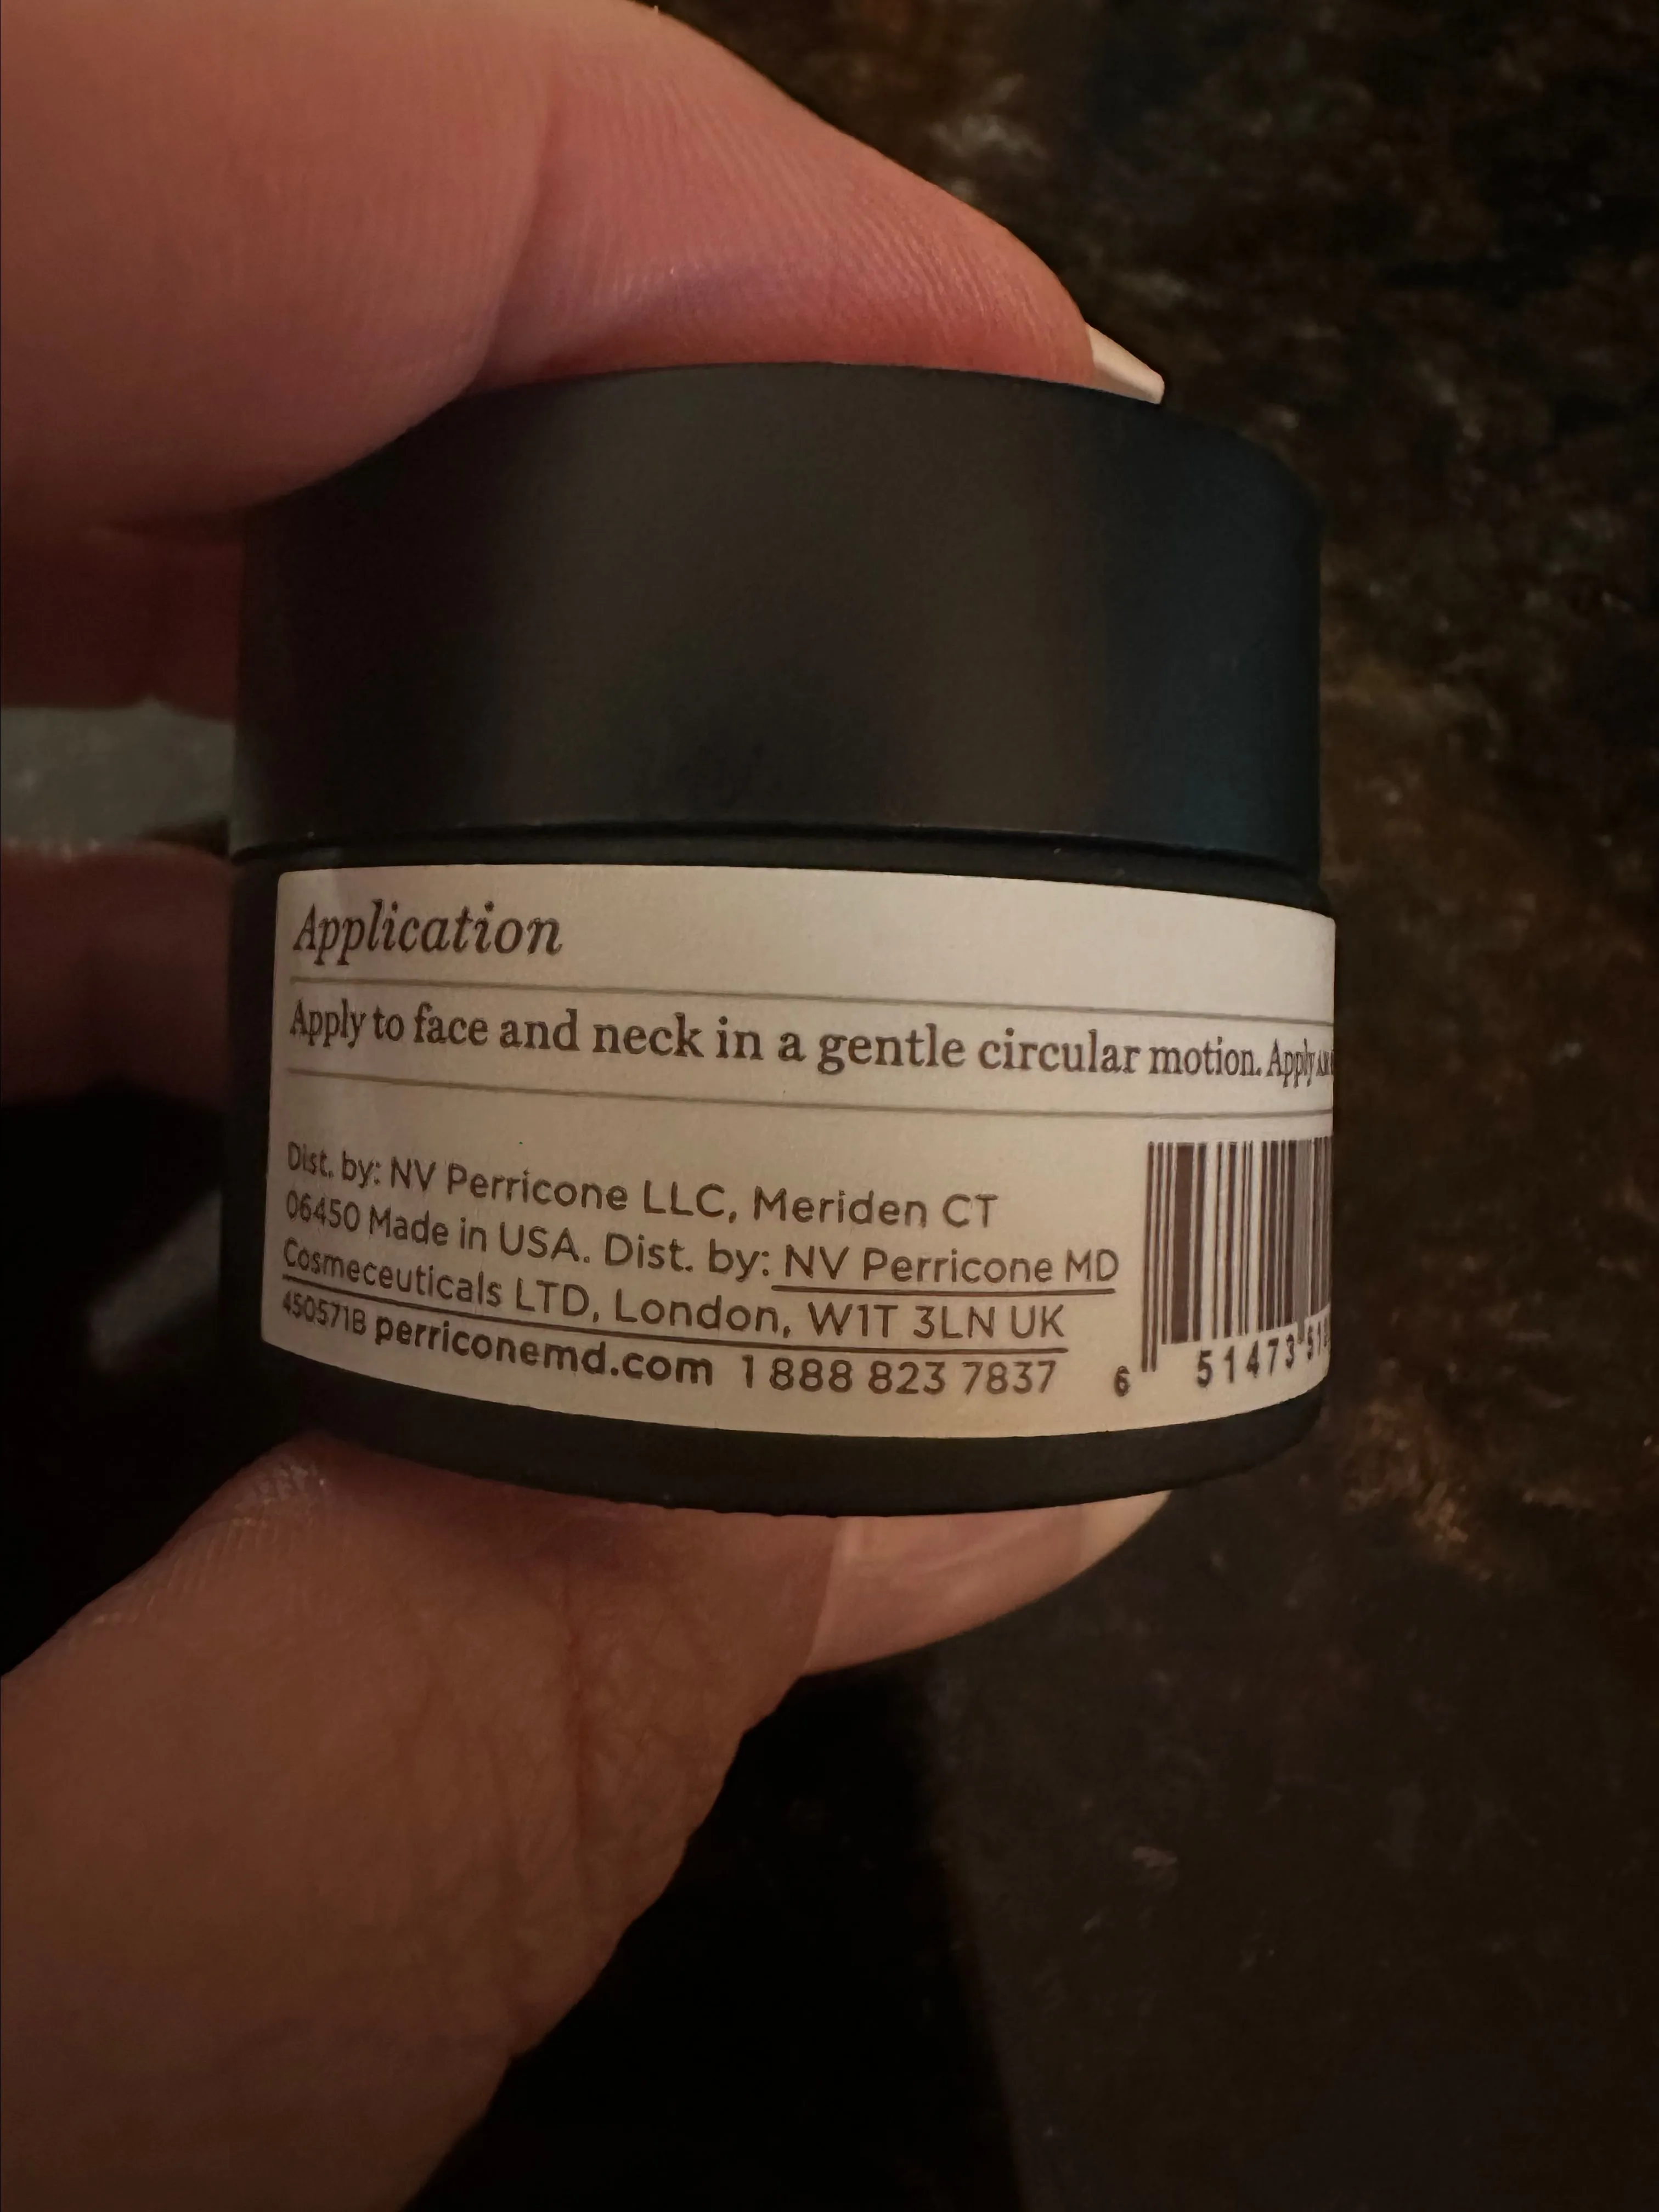 Application
Apply to face and neck in a gentle circular motion. Apply
Dist. by: NV Perricone LLC, Meriden CT
06450 Made in USA. Dist. by: NV Perricone MD
Cosmeceuticals LTD, London, W1T 3LN UK
450571B perriconemd.com 1 888 823 7837
6 51473 51